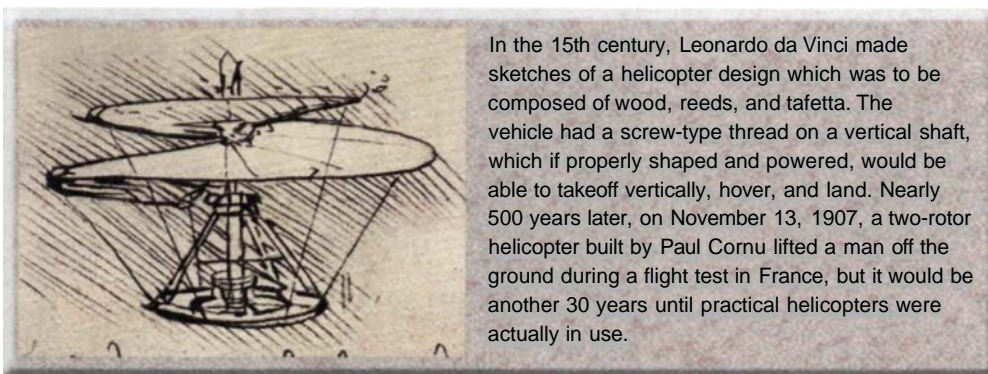 In the 15th century, Leonardo da Vinci made
sketches of a helicopter design which was to be
composed of wood, reeds, and tafetta. The
vehicle had a screw-type thread on a vertical shaft,
which if properly shaped and powered, would be
able to takeoff vertically, hover, and land. Nearly
500 years later, on November 13, 1907, a two-rotor
helicopter built by Paul Cornu lifted a man off the
ground during a flight test in France, but it would be
another 30 years until practical helicopters were
actually in use.